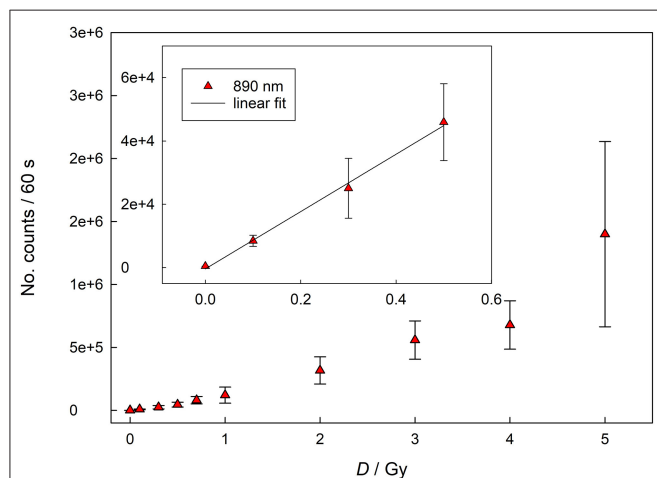 No. counts / 60 s
3e+6
3e+6
2e+6
2e+6
1e+6
5e+5
0
6e+4
4e+4
2e+4
0
890 nm
linear fit
0.0 0.2 0.4 0.6
0 1 2 3 4 5
D / Gy